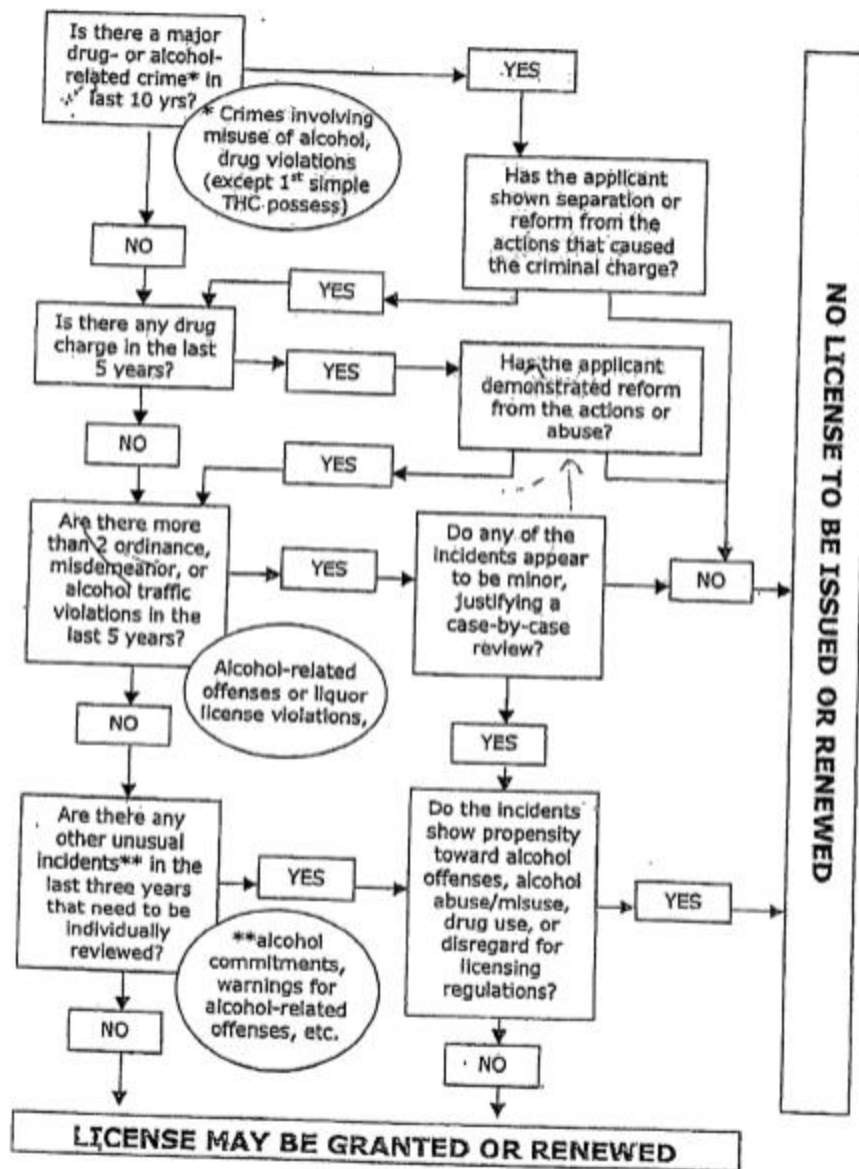 Is there a major
drug- or alcohol-
related crime* in
last 10 yrs?
YES
* Crimes involving
misuse of alcohol,
drug violations
(except 1st simple
THC possess)
Has the applicant
shown separation or
reform from the
actions that caused
the criminal charge?
NO
YES
Is there any drug
charge in the last
5 years?
YES
Has the applicant
demonstrated reform
from the actions or
abuse?
NO
YES
Are there more
than 2 ordinance,
misdemeanor, or
alcohol traffic
violations in the
last 5 years?
YES
Do any of the
incidents appear
to be minor,
justifying a
case-by-case
review?
NO
Alcohol-related
offenses or liquor
license violations,
NO
YES
Are there any
other unusual
incidents** in the
last three years
that need to be
individually
reviewed?
YES
Do the incidents
show propensity
toward alcohol
offenses, alcohol
abuse/misuse,
drug use, or
disregard for
licensing
regulations?
YES
**alcohol
commitments,
warnings for
alcohol-related
offenses, etc.
NO
NO
LICENSE MAY BE GRANTED OR RENEWED
NO LICENSE TO BE ISSUED OR RENEWED